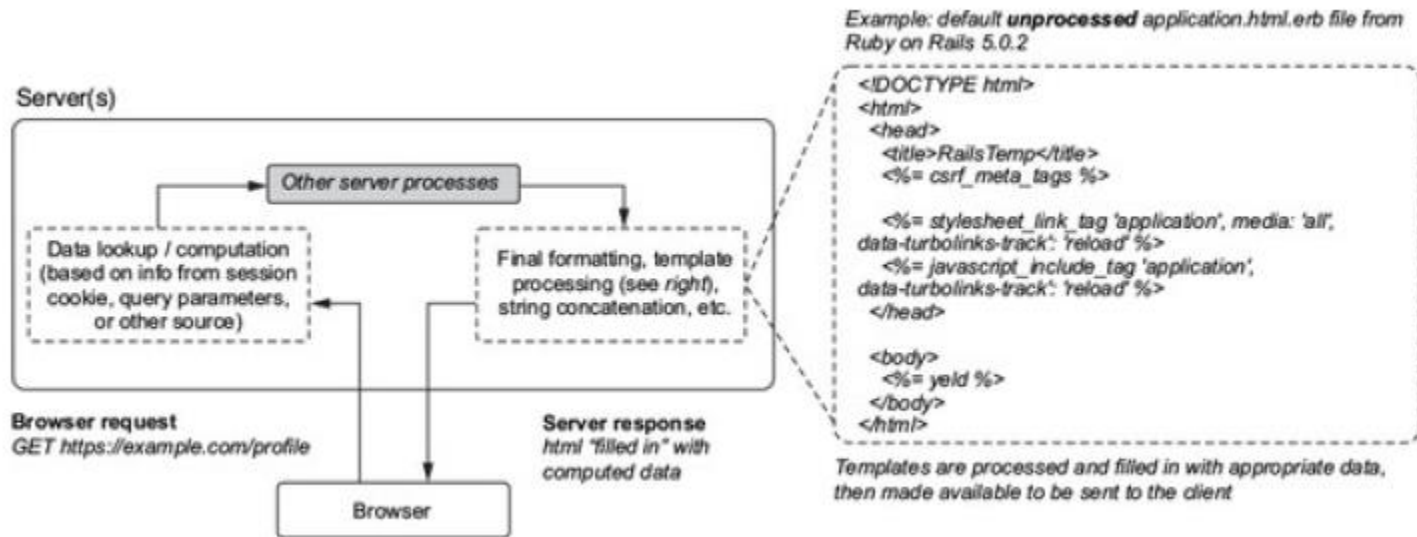 Example: default unprocessed application.html.erb file from
Ruby on Rails 5.0.2
Server(s)
Other server processes
Data lookup / computation
(based on info from session
cookie, query parameters,
or other source)
Final formatting, template
processing (see right),
string concatenation, etc.
Browser request
GET https://example.com/profile
Server response
html "filled in" with
computed data
Browser
<!DOCTYPE html>
<html>
<head>
<title>RailsTemp</title>
<%= csrf_meta_tags %>
<%= stylesheet_link_tag 'application', media: 'all',
data-turbolinks-track': 'reload' %>
<%= javascript_include_tag 'application',
data-turbolinks-track': 'reload' %>
</head>
<body>
<%= yeld %>
</body>
</html>
Templates are processed and filled in with appropriate data,
then made available to be sent to the client